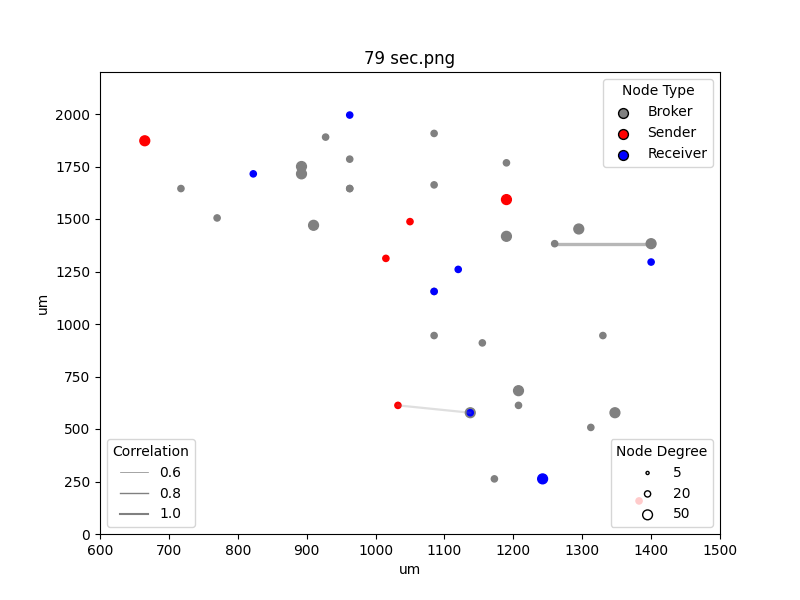 79 sec.png
Node Type
Broker
Sender
Receiver
um
2000
1750
1500
1250
1000
750
500
250
0
Correlation
0.6
0.8
1.0
Node Degree
5
20
50
600 700 800 900 1000 1100 1200 1300 1400 1500
um